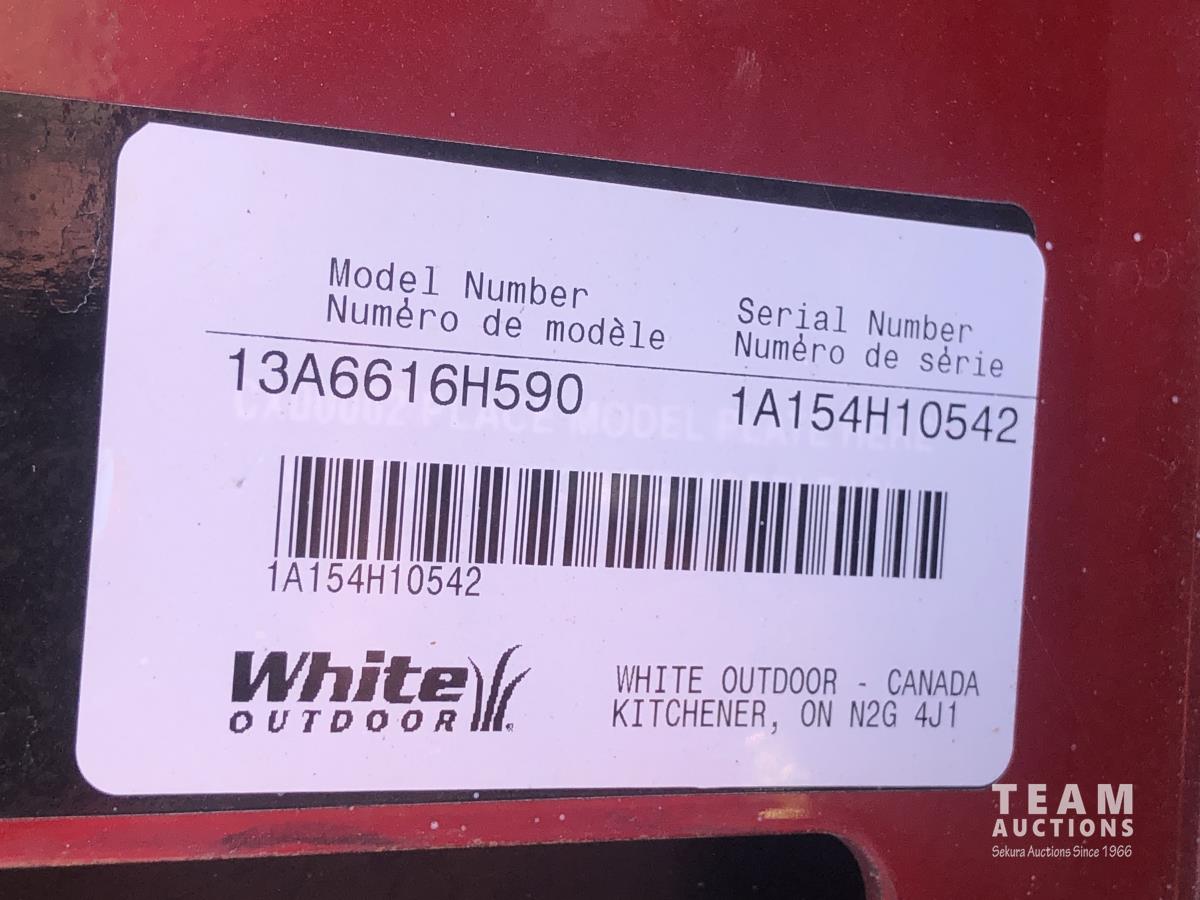 Model Number
Numéro de modèle
Serial Number
Numéro de série
13A6616H590
1A154H10542
1A154H10542
White
OUTDOOR
WHITE OUTDOOR - CANADA
KITCHENER, ON N2G 4J1
TEAM
AUCTIONS
Sekura Auctions Since 1966